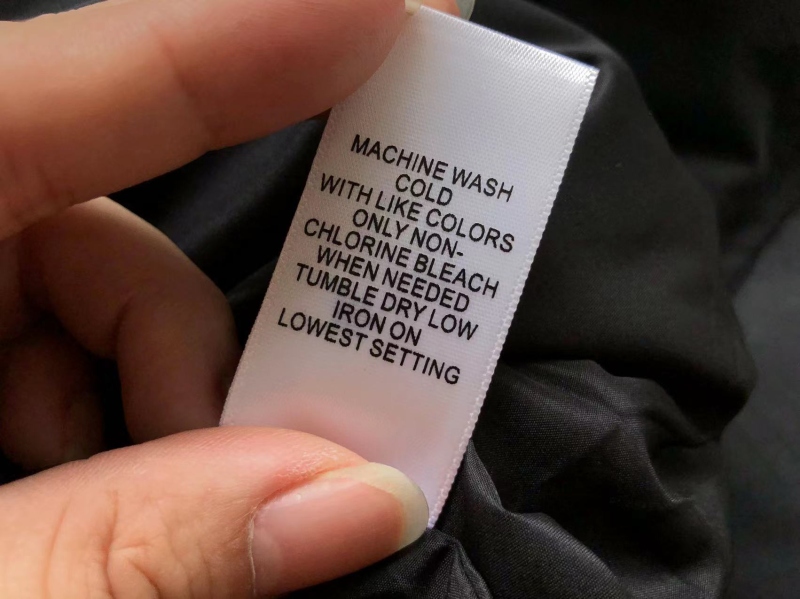 MACHINE WASH
COLD
WITH LIKE COLORS
ONLY NON-
CHLORINE BLEACH
WHEN NEEDED
TUMBLE DRY LOW
IRON ON
LOWEST SETTING